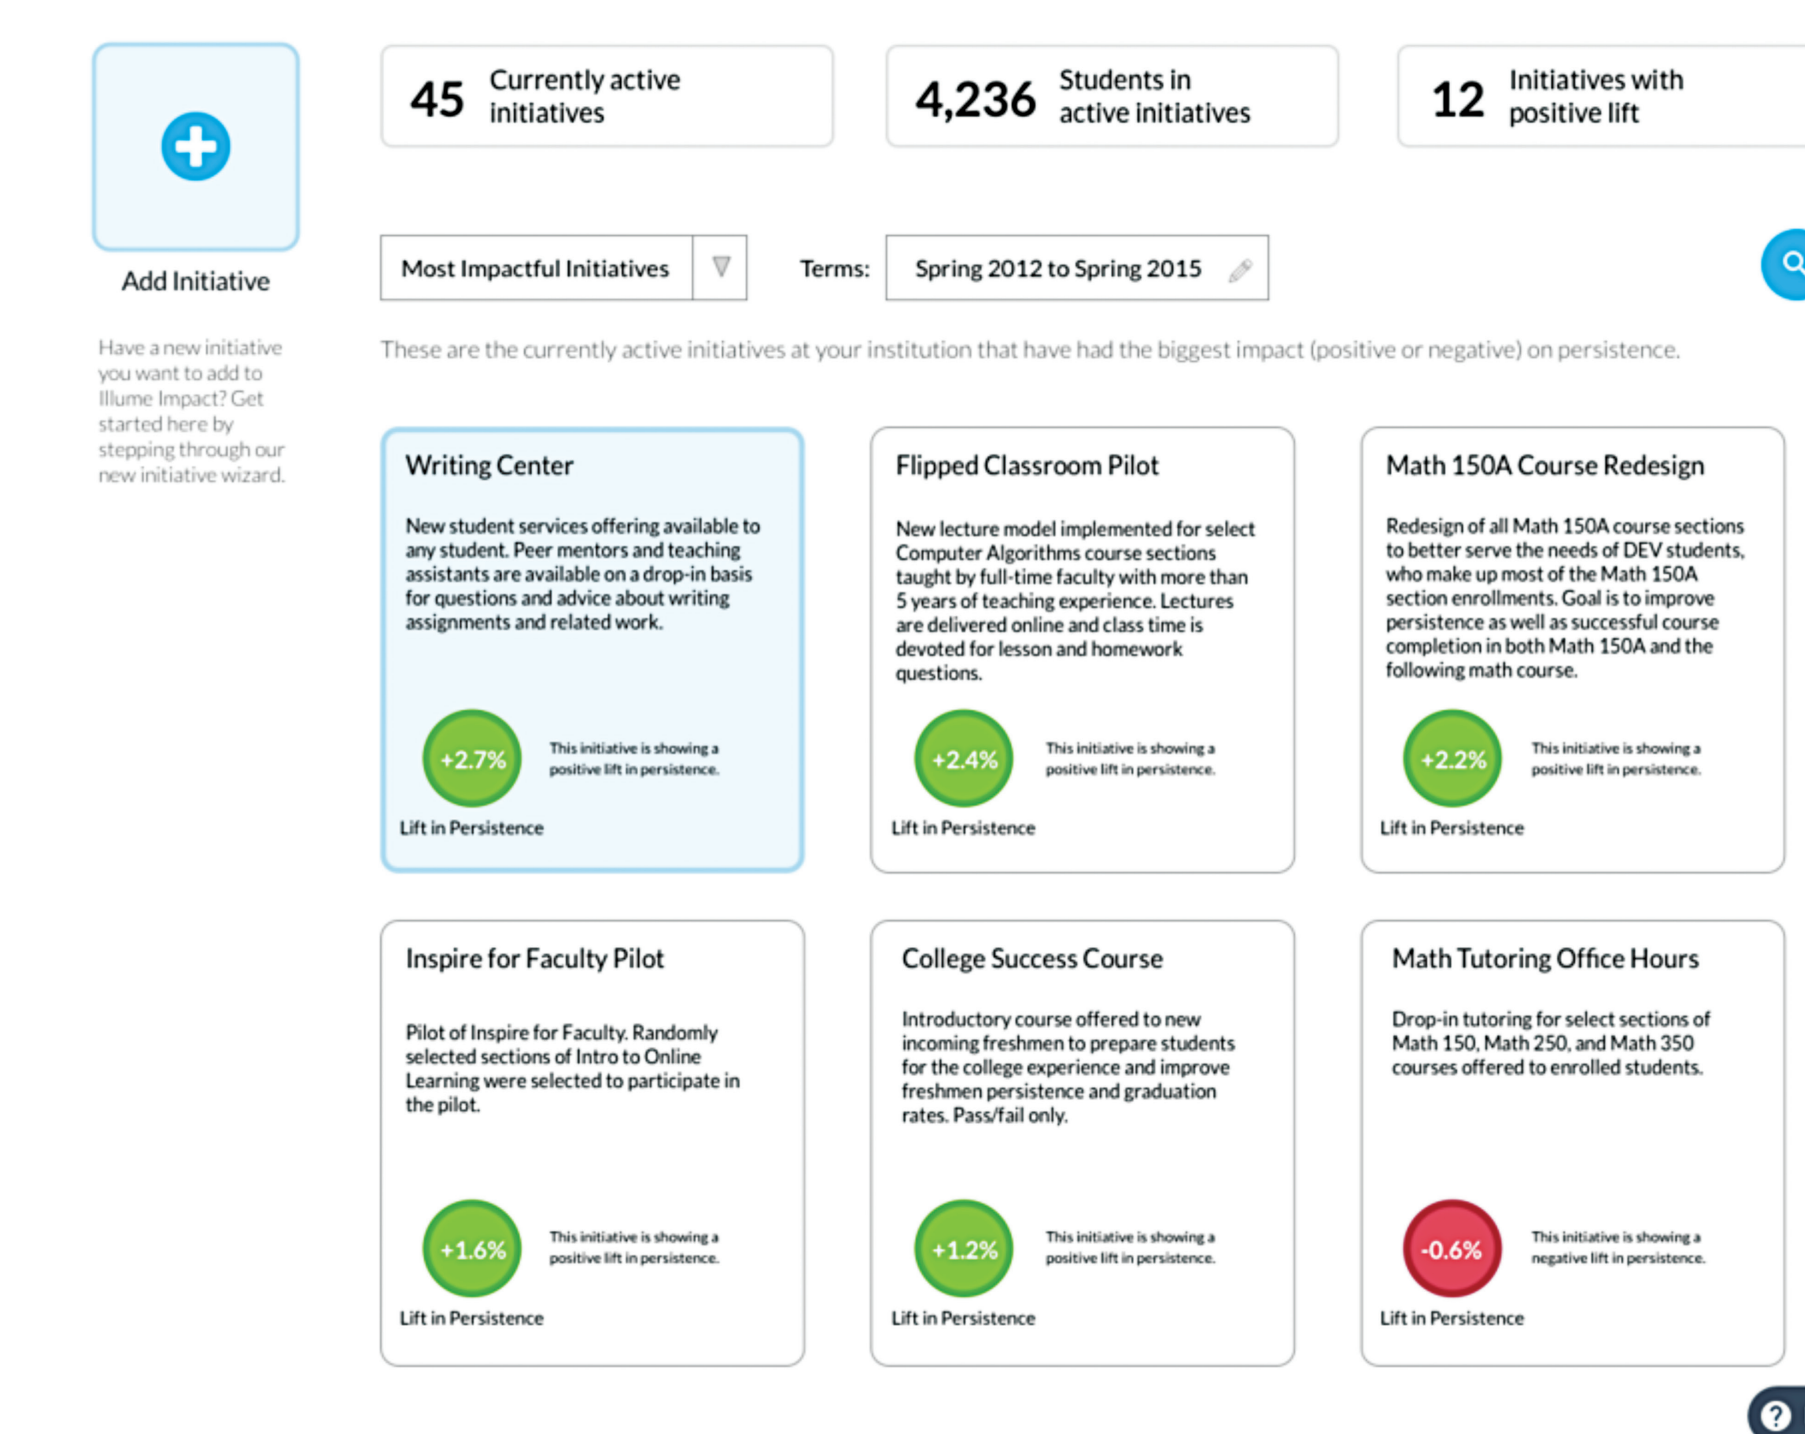 45 Currently active
initiatives
4,236 Students in
active initiatives
12 Initiatives with
positive lift
Add Initiative
Have a new initiative
you want to add to
Illume Impact? Get
started here by
stepping through our
new initiative wizard.
Most Impactful Initiatives
Terms: Spring 2012 to Spring 2015
These are the currently active initiatives at your institution that have had the biggest impact (positive or negative) on persistence.
Writing Center
New student services offering available to
any student. Peer mentors and teaching
assistants are available on a drop-in basis
for questions and advice about writing
assignments and related work.
+2.7%
This initiative is showing a
positive lift in persistence.
Lift in Persistence
Flipped Classroom Pilot
New lecture model implemented for select
Computer Algorithms course sections
taught by full-time faculty with more than
5 years of teaching experience. Lectures
are delivered online and class time is
devoted for lesson and homework
questions.
+2.4%
This initiative is showing a
positive lift in persistence.
Lift in Persistence
Math 150A Course Redesign
Redesign of all Math 150A course sections
to better serve the needs of DEV students,
who make up most of the Math 150A
section enrollments. Goal is to improve
persistence as well as successful course
completion in both Math 150A and the
following math course.
+2.2%
This initiative is showing a
positive lift in persistence.
Lift in Persistence
Inspire for Faculty Pilot
Pilot of Inspire for Faculty. Randomly
selected sections of Intro to Online
Learning were selected to participate in
the pilot.
+1.6%
This initiative is showing a
positive lift in persistence.
Lift in Persistence
College Success Course
Introductory course offered to new
incoming freshmen to prepare students
for the college experience and improve
freshmen persistence and graduation
rates. Pass/fail only.
+1.2%
This initiative is showing a
positive lift in persistence.
Lift in Persistence
Math Tutoring Office Hours
Drop-in tutoring for select sections of
Math 150, Math 250, and Math 350
courses offered to enrolled students.
-0.6%
This initiative is showing a
negative lift in persistence.
Lift in Persistence
?